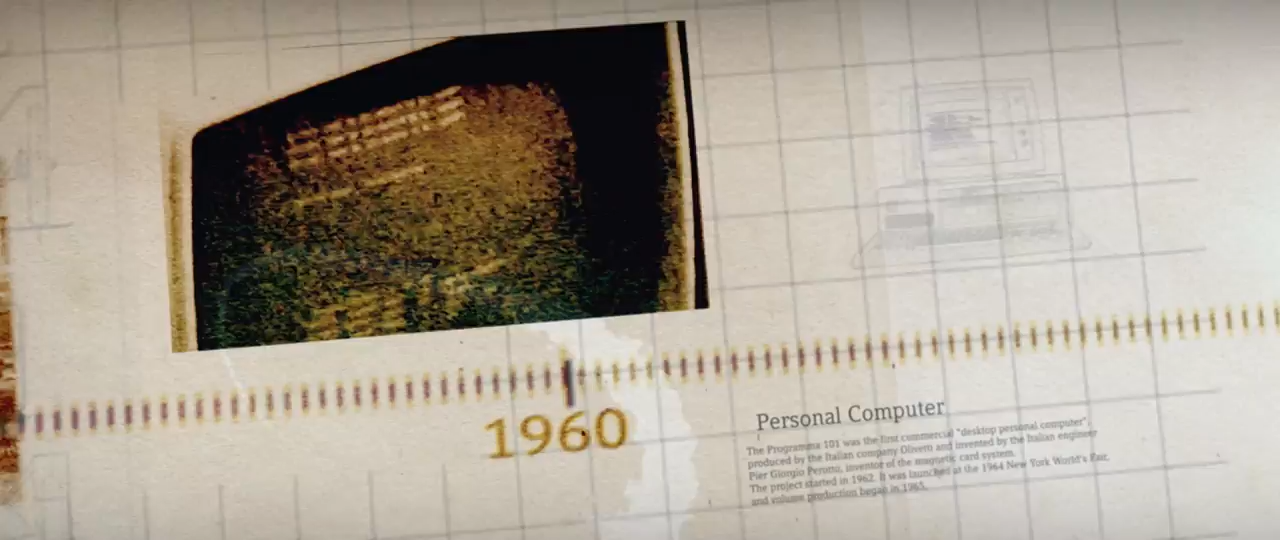 1960
Personal Computer
The Programma 101 was the first commercial "desktop personal computer",
produced by the Italian company Olivetti and invented by the Italian engineer
Pier Giorgio Perotto, inventor of the magnetic card system.
The project started in 1962. It was launched at the 1964 New York World's Fair,
and volume production began in 1965.